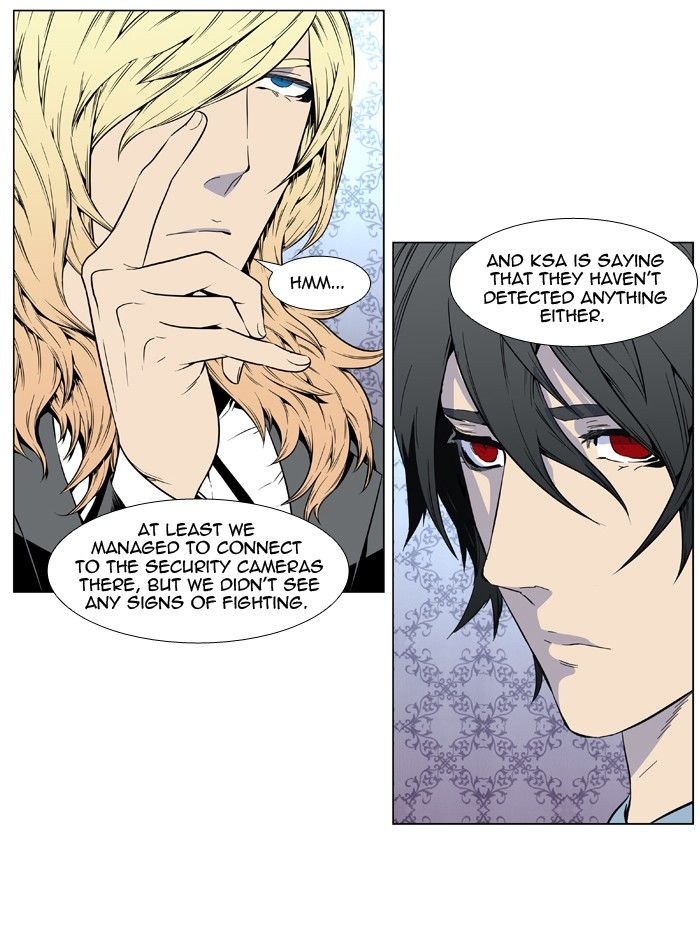 HMM...
AT LEAST WE
MANAGED TO CONNECT
TO THE SECURITY CAMERAS
THERE, BUT WE DIDN'T SEE
ANY SIGNS OF FIGHTING.
AND KSA IS SAYING
THAT THEY HAVEN'T
DETECTED ANYTHING
EITHER.